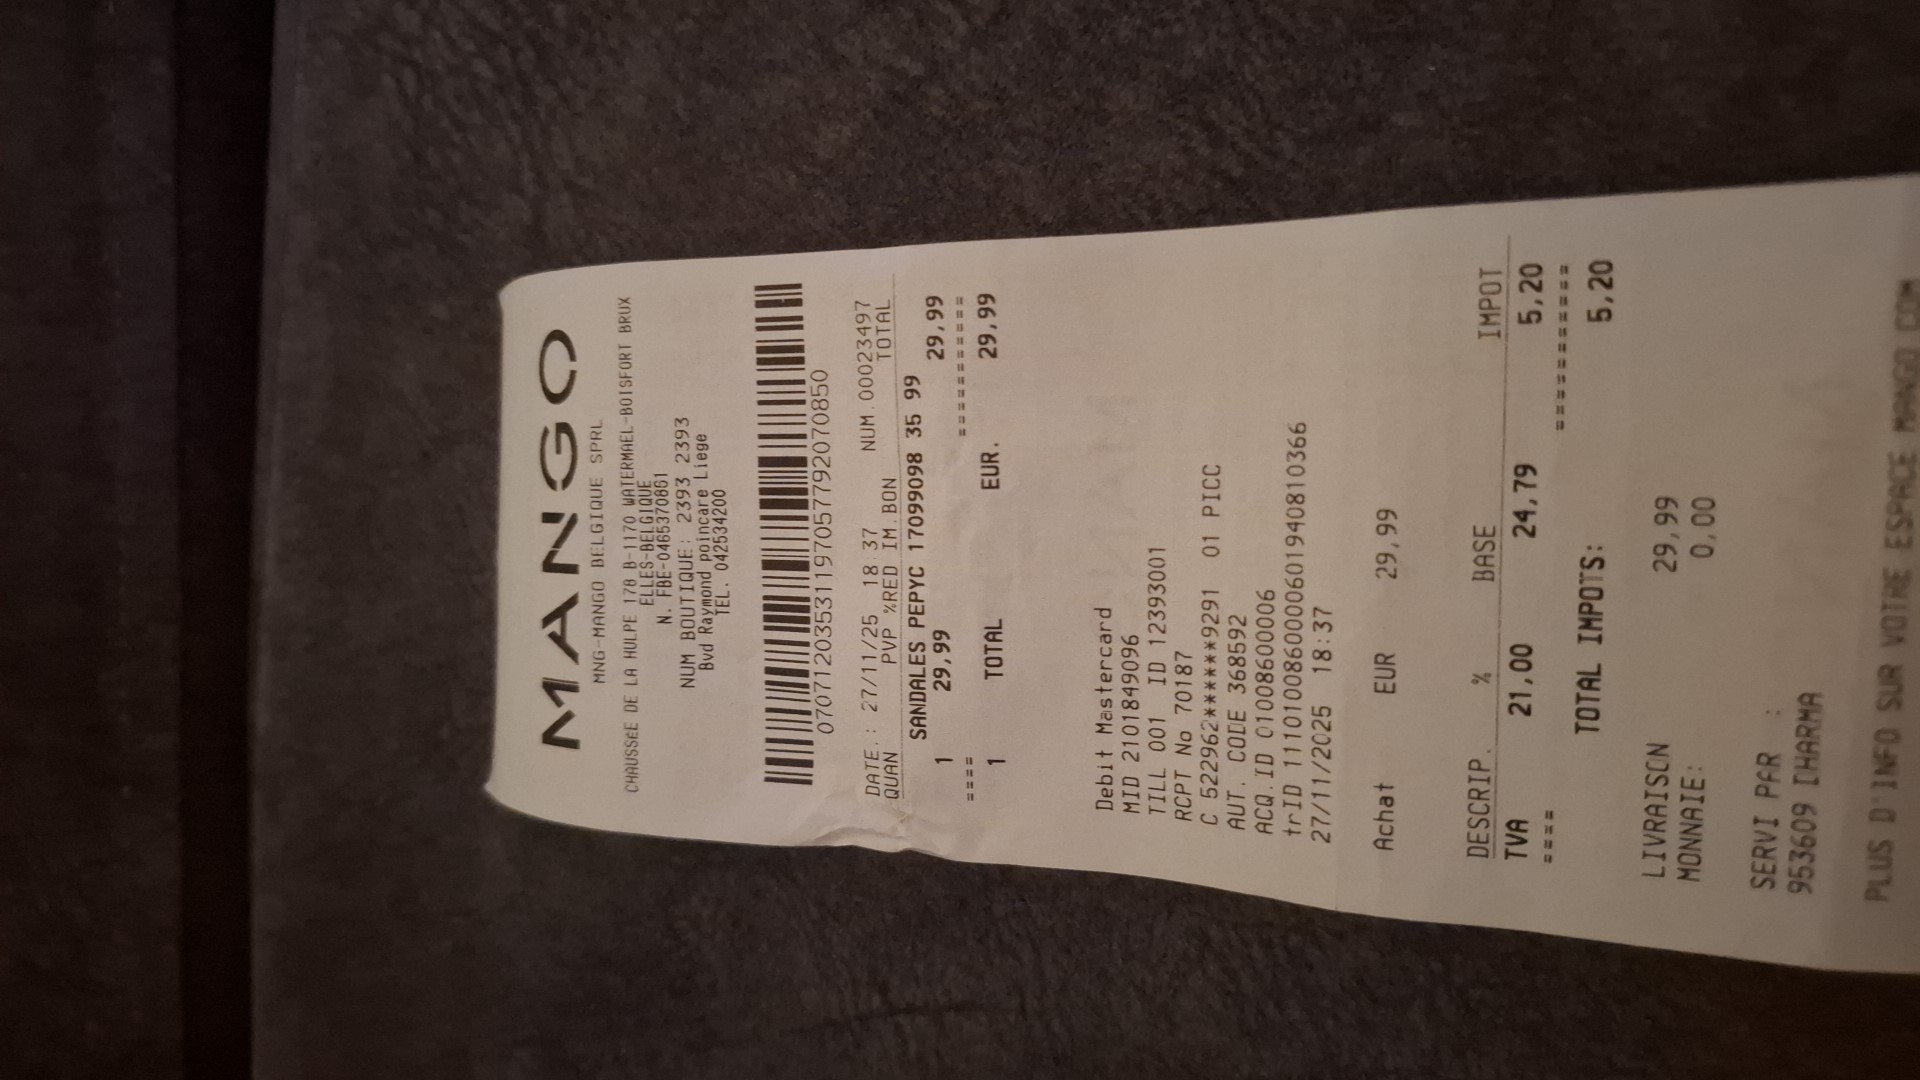 MANGO
MNG-MANGO BELGIQUE SPRL
CHAUSSEE DE LA HULPE 178 B-1170 WATERMAEL-BOISFORT BRUX
ELLES-BELGIQUE
N. FBE-0465370861
NUM BOUTIQUE: 2393 2393
Bvd Raymond poincare Liege
TEL. 042534200
07071203531197057792070850
DATE.: 27/11/25 18:37 NUM.00023497
QUAN PVP %RED IM.BON TOTAL
SANDALES PEPYC 17099098 35 99
1 29,99 29,99
==== ==========
1 TOTAL EUR. 29,99
Debit Mastercard
MID 2101849096
TILL 001 ID 12393001
RCPT No 70187
C 522962******9291 01 PICC
AUT. CODE 368592
ACQ.ID 01008600006
trID 1110100860000601940810366
27/11/2025 18:37
Achat EUR 29,99
DESCRIP. % BASE IMPOT
TVA 21,00 24,79 5,20
==== ==========
TOTAL IMPOTS: 5,20
LIVRAISON 29,99
MONNAIE: 0,00
SERVI PAR :
953609 DHARMA
PLUS D'INFO SUR VOTRE ESPACE MANGO COM